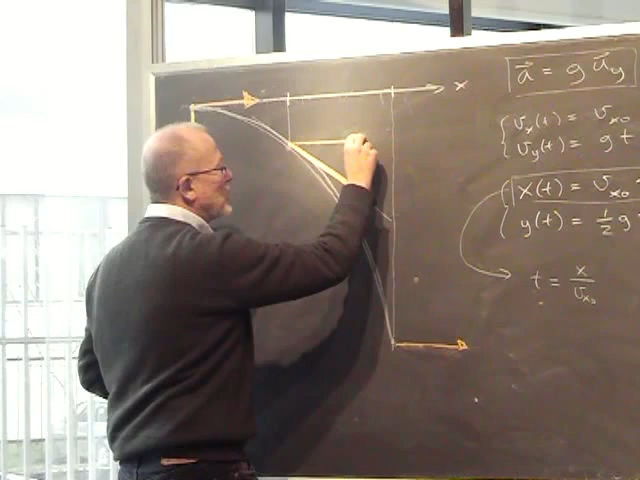 x
a⃗ = g u⃗y
{ vx(t) = vx0
vy(t) = g t
x(t) = vx0
y(t) = ½ g
t = x / vx0